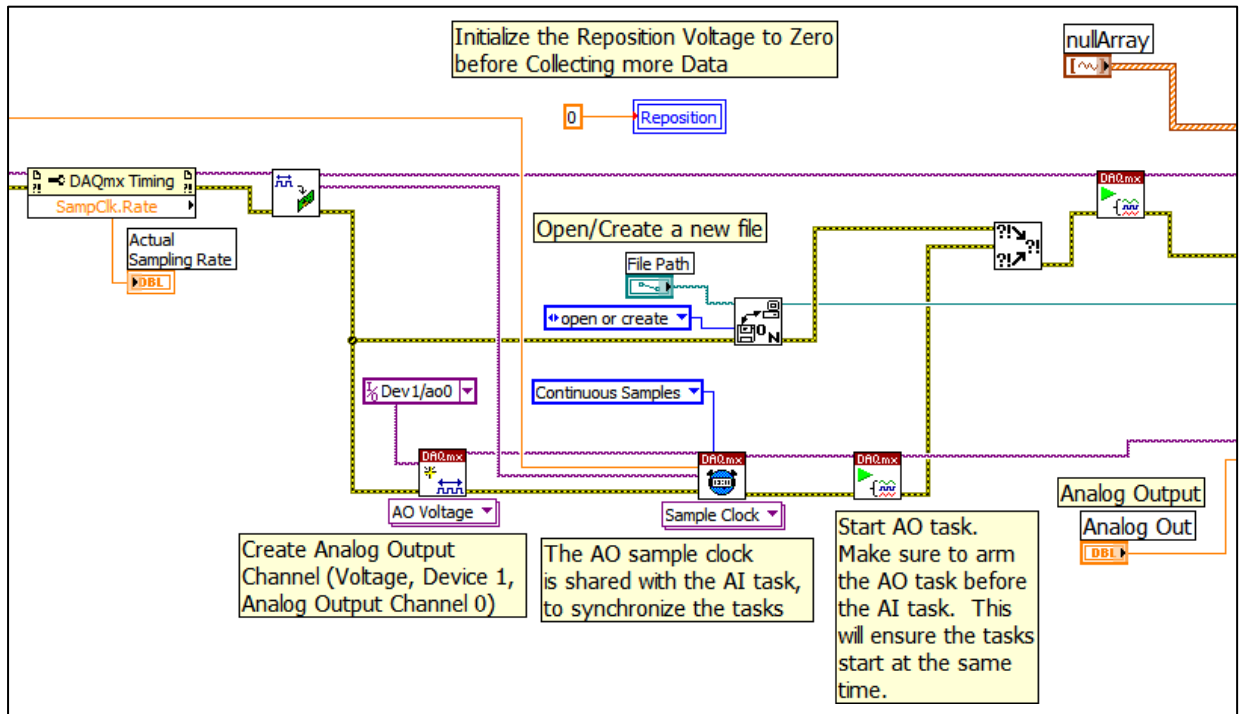 Initialize the Reposition Voltage to Zero
before Collecting more Data
nullArray
0
Reposition
DAQmx Timing
SampClk.Rate
Actual
Sampling Rate
DBL
DAQmx
Open/Create a new file
File Path
open or create
?!
?!
?!
N
Dev1/ao0
Continuous Samples
DAQmx
AO Voltage
DAQmx
Sample Clock
DAQmx
Create Analog Output
Channel (Voltage, Device 1,
Analog Output Channel 0)
The AO sample clock
is shared with the AI task,
to synchronize the tasks
Start AO task.
Make sure to arm
the AO task before
the AI task.  This
will ensure the tasks
start at the same
time.
Analog Output
Analog Out
DBL